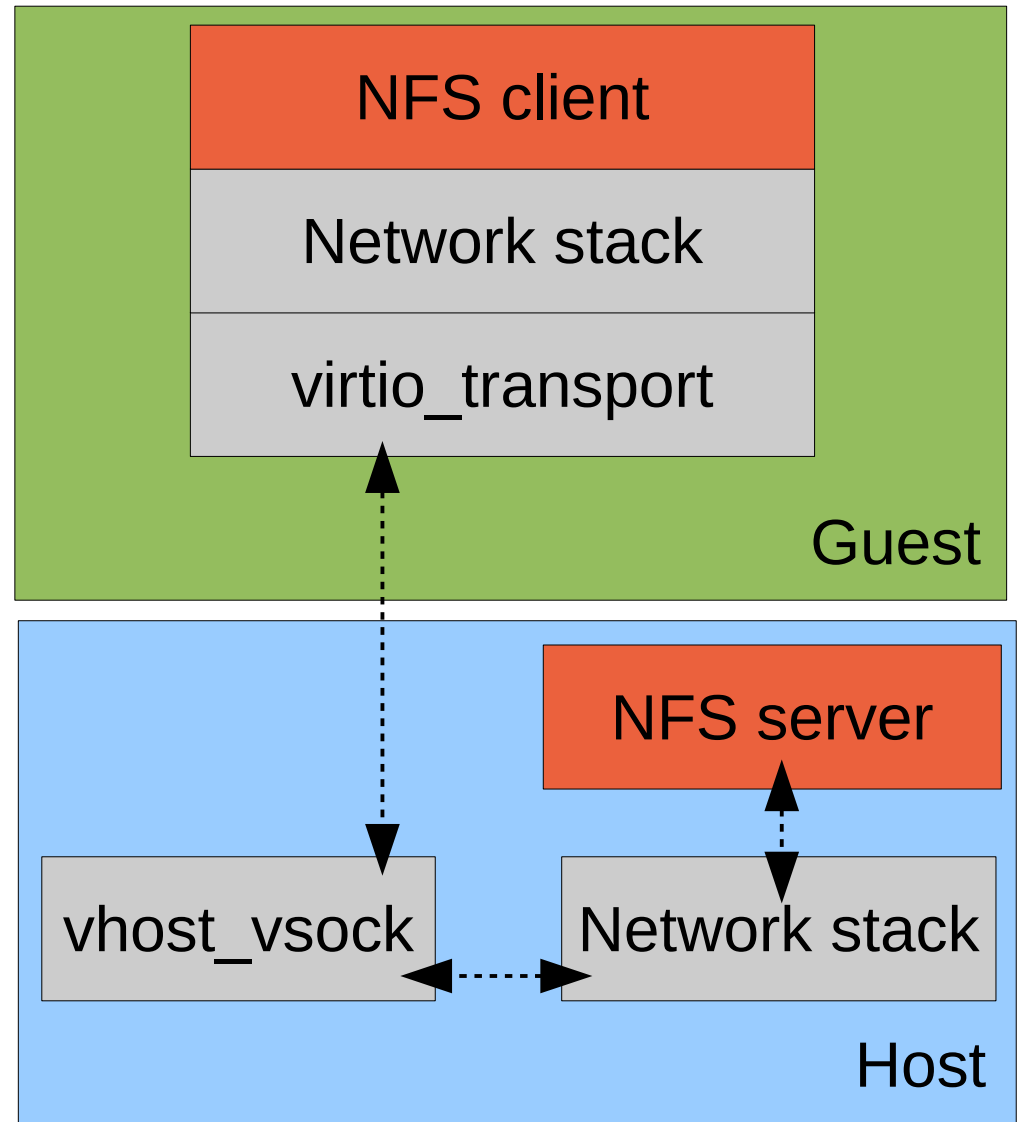 NFS client
Network stack
virtio_transport
Guest
NFS server
vhost_vsock
Network stack
Host